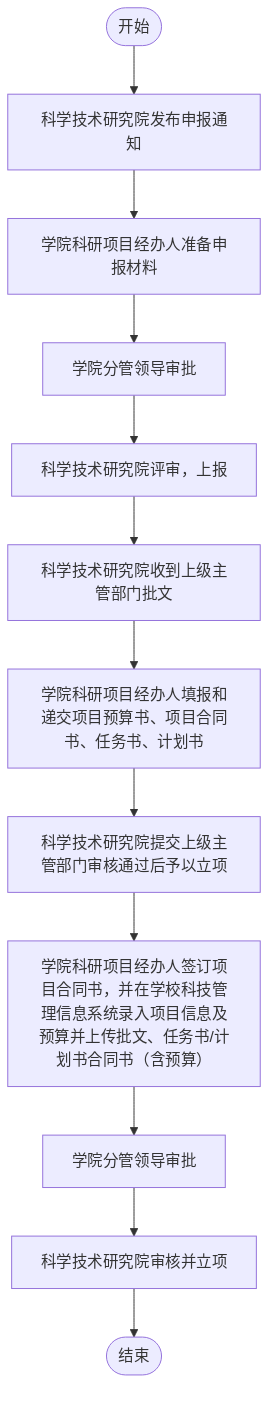 开始
科学技术研究院发布申报通
知
学院科研项目经办人准备申
报材料
学院分管领导审批
科学技术研究院评审，上报
科学技术研究院收到上级主
管部门批文
学院科研项目经办人填报和
递交项目预算书、项目合同
书、任务书、计划书
科学技术研究院提交上级主
管部门审核通过后予以立项
学院科研项目经办人签订项
目合同书，并在学校科技管
理信息系统录入项目信息及
预算并上传批文、任务书/计
划书合同书（含预算）
学院分管领导审批
科学技术研究院审核并立项
结束